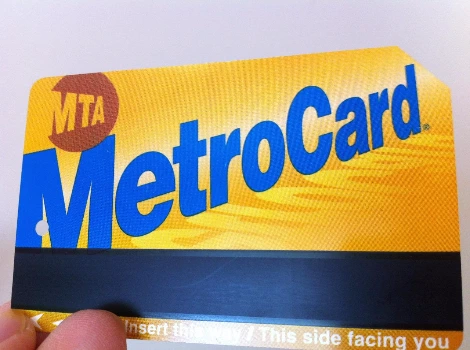 MTA
MetroCard®
Insert this way / This side facing you